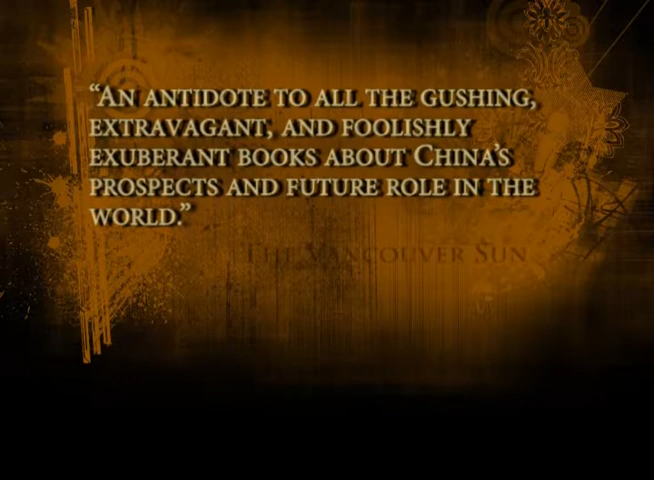 “An antidote to all the gushing,
extravagant, and foolishly
exuberant books about China’s
prospects and future role in the
world.”
The Vancouver Sun